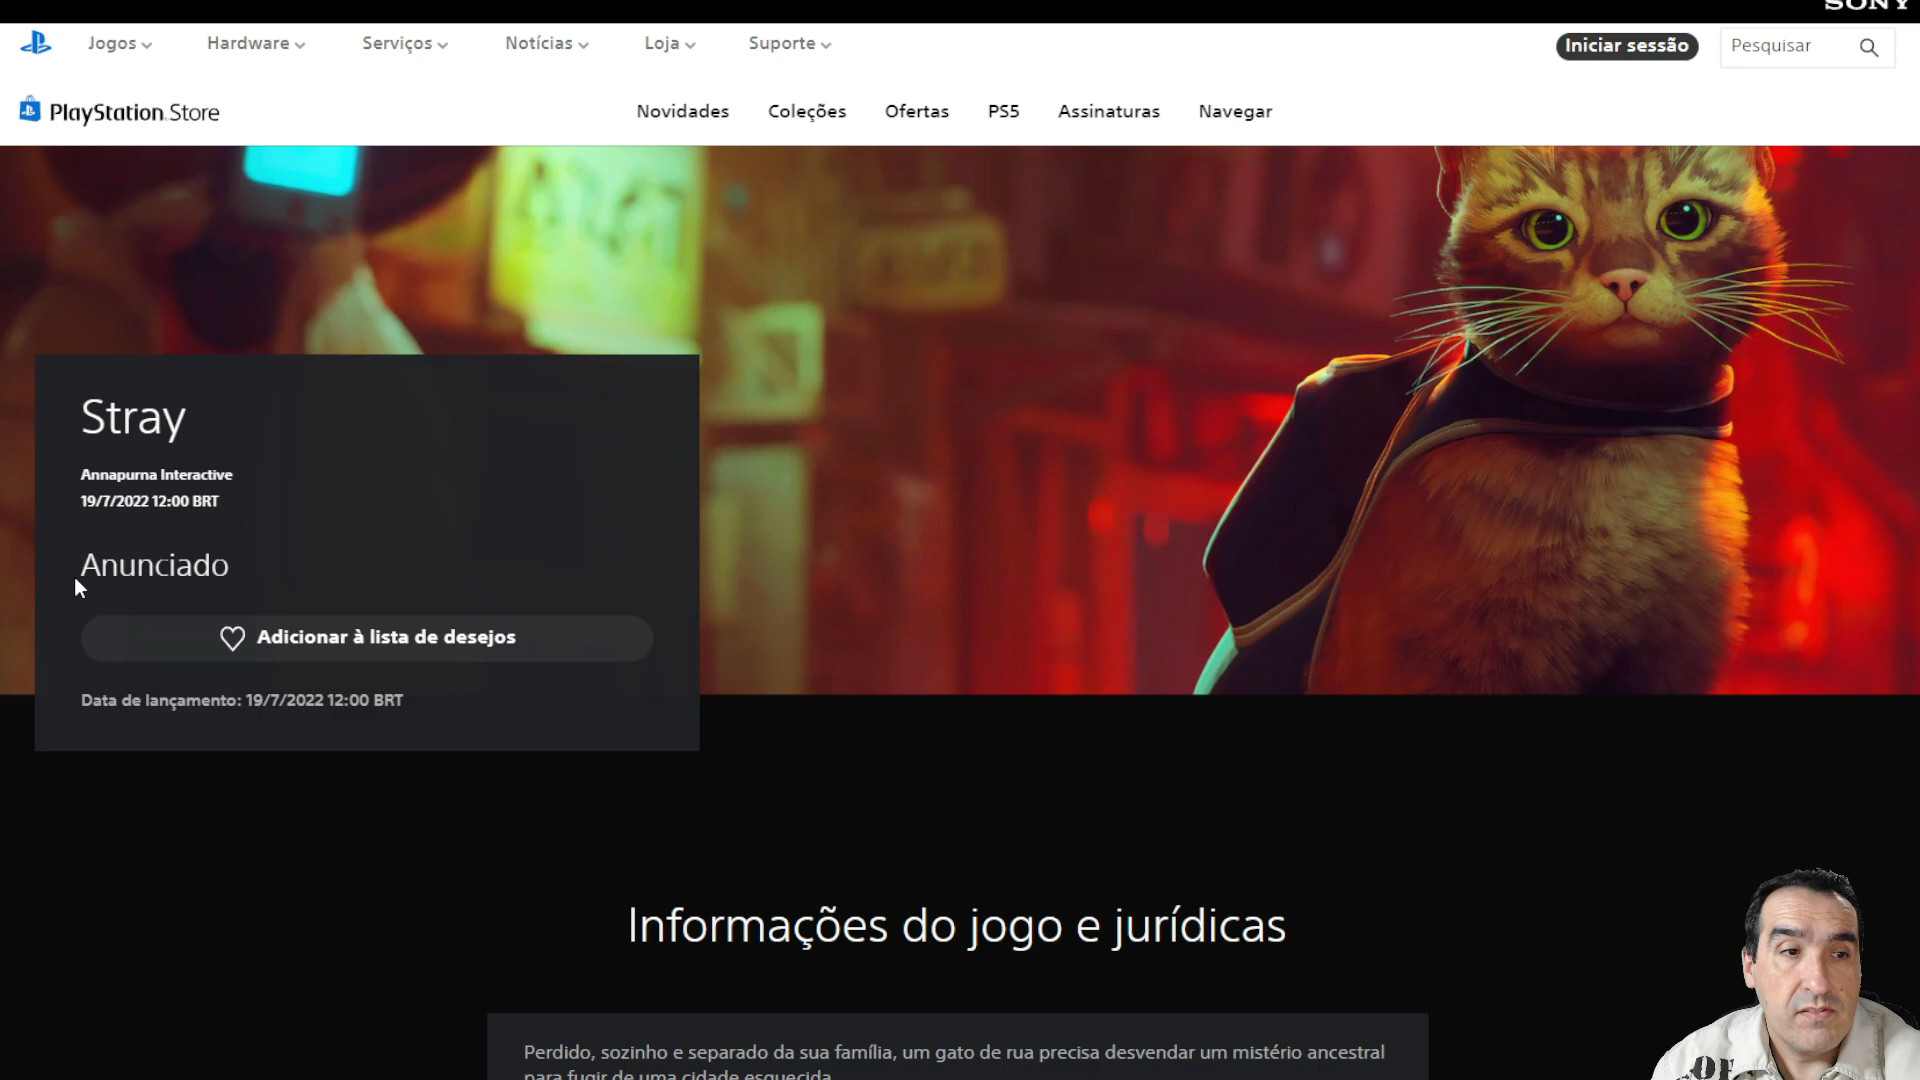 SONY
Jogos Hardware Serviços Notícias Loja Suporte Iniciar sessão Pesquisar
PlayStation Store Novidades Coleções Ofertas PS5 Assinaturas Navegar
Stray
Annapurna Interactive
19/7/2022 12:00 BRT
Anunciado
Adicionar à lista de desejos
Data de lançamento: 19/7/2022 12:00 BRT
Informações do jogo e jurídicas
Perdido, sozinho e separado da sua família, um gato de rua precisa desvendar um mistério ancestral
para fugir de uma cidade esquecida.